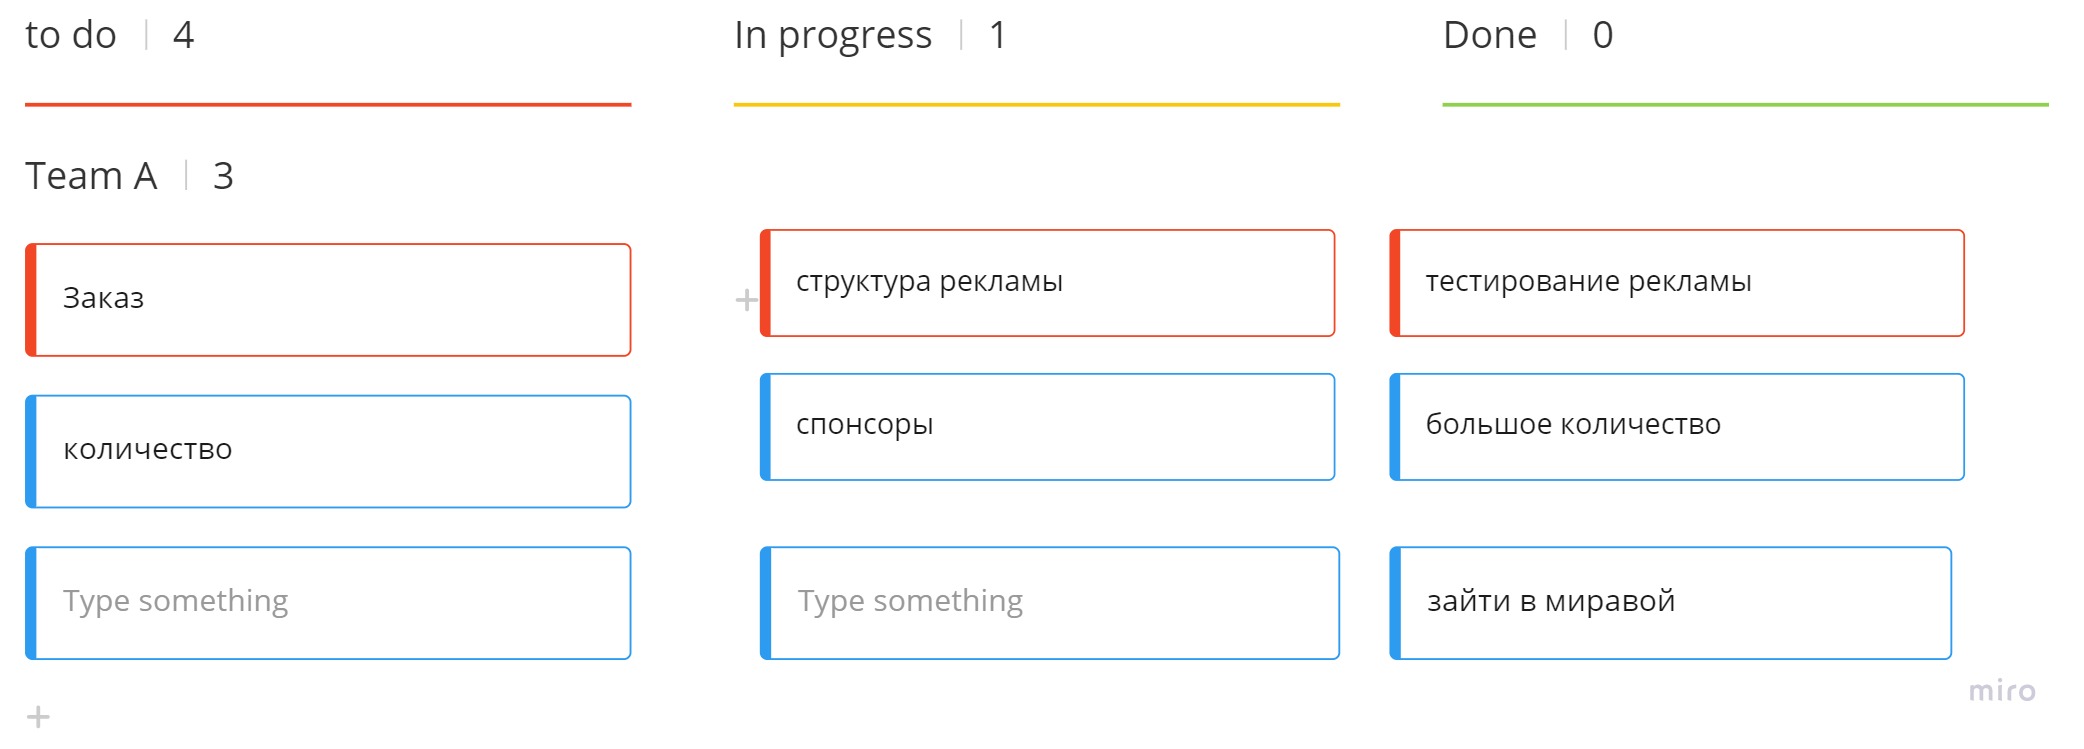 to do | 4
In progress | 1
Done | 0
Team A | 3
Заказ
структура рекламы
тестирование рекламы
количество
спонсоры
большое количество
Type something
Type something
зайти в миравой
miro